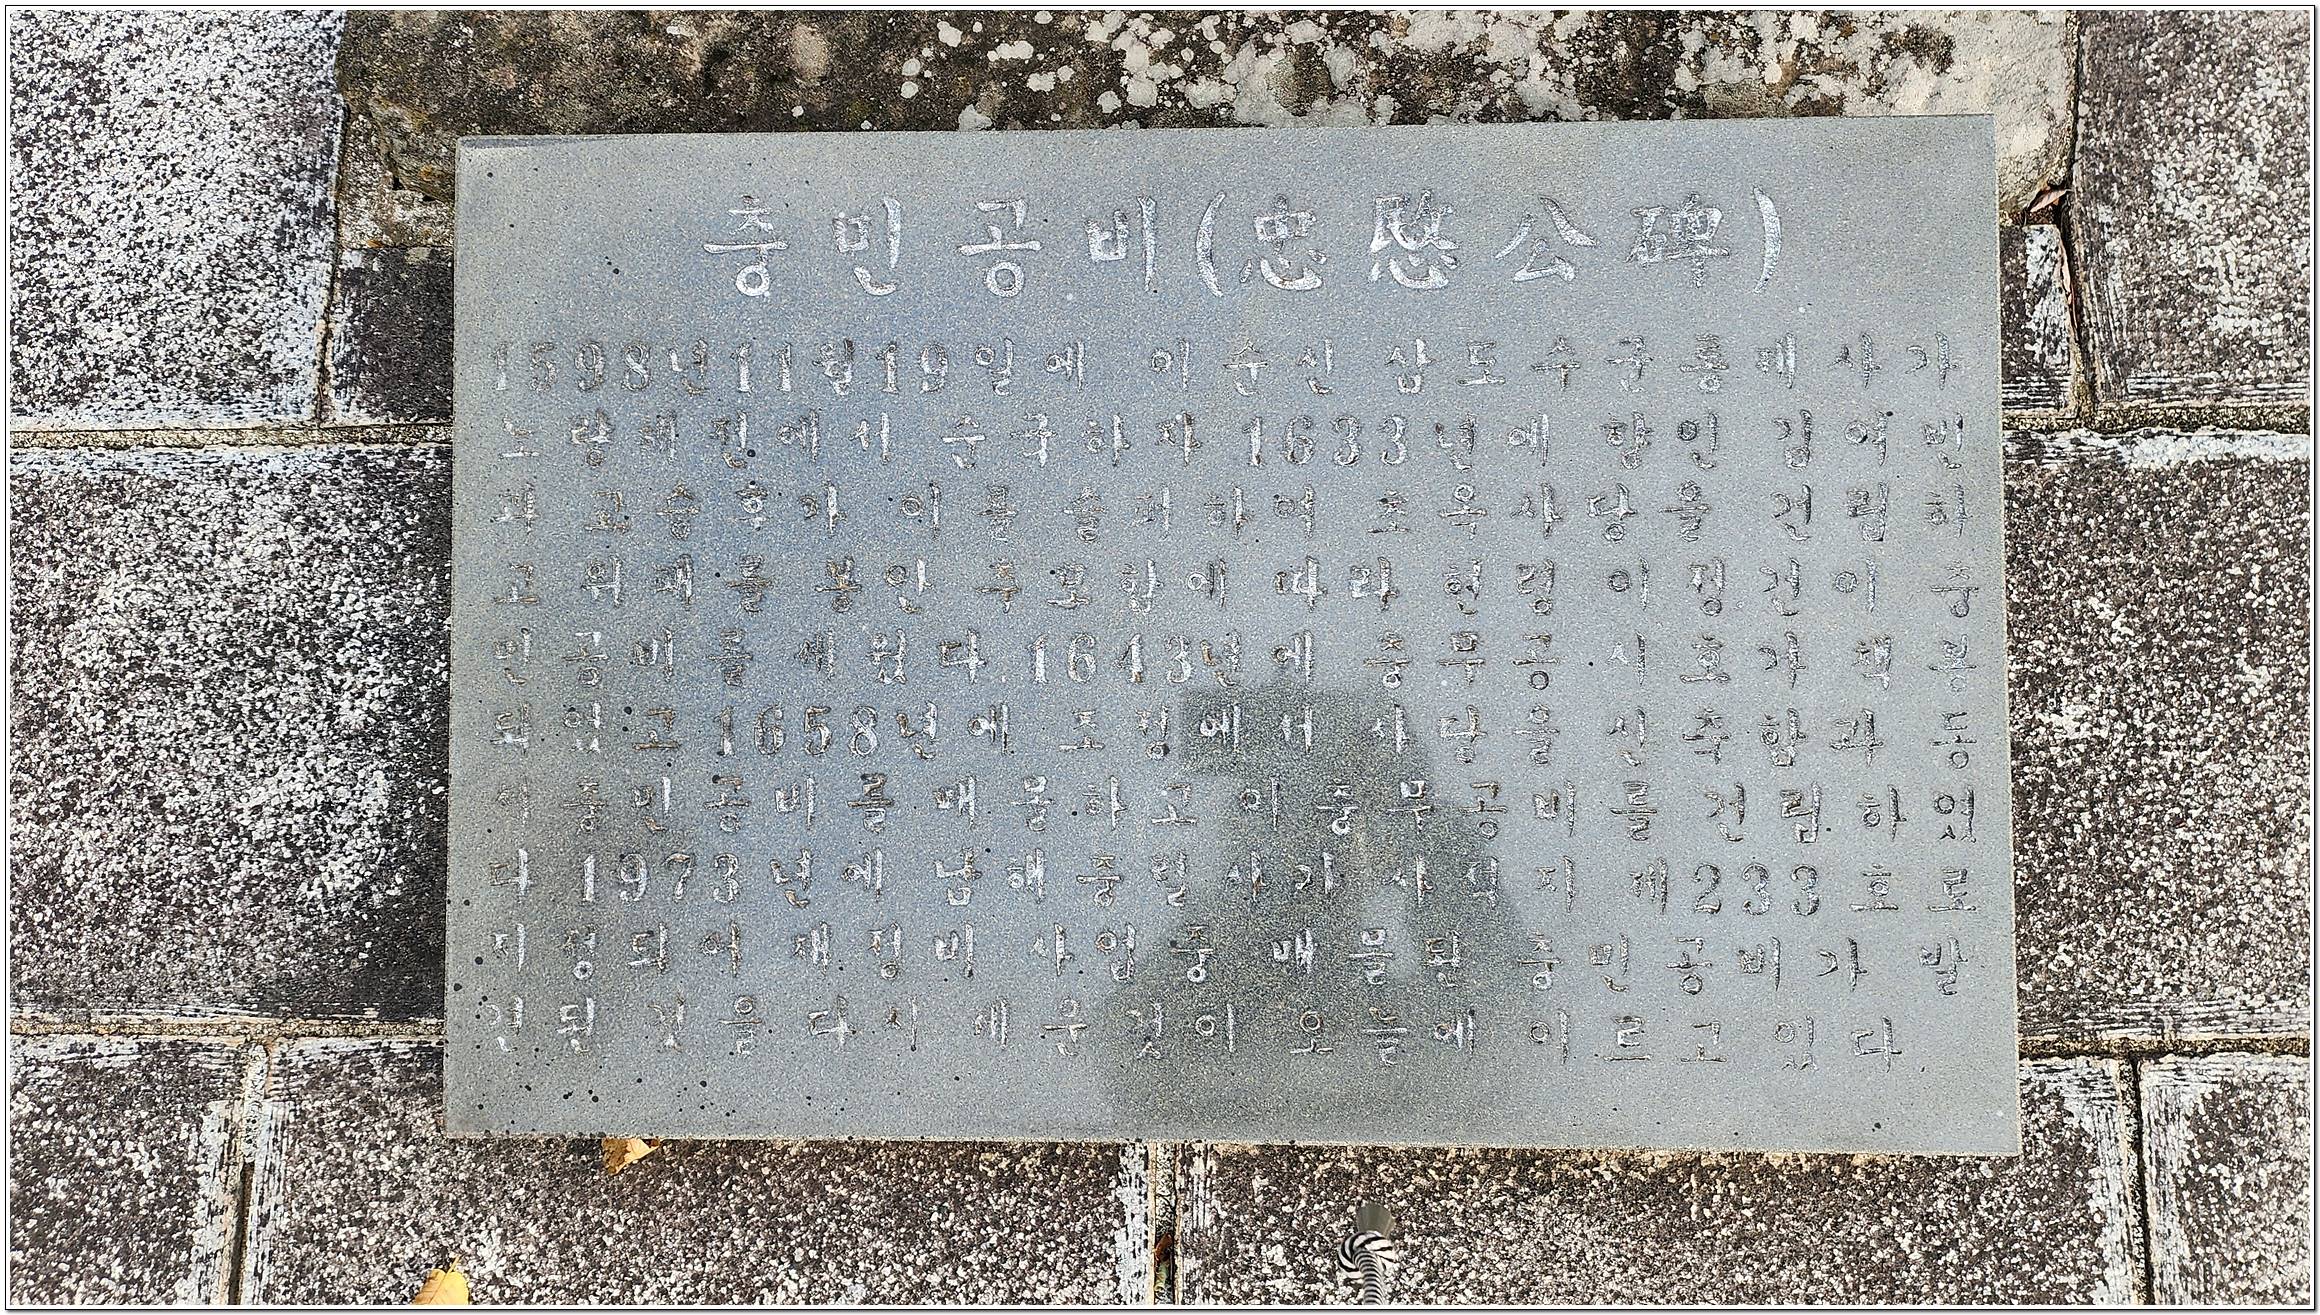 충민공비(忠愍公碑)
1598년11월19일에 이순신 삼도수군통제사가
노량해전에서 순국하자 1633년에 향인 김여빈
과 고승후가 이를 슬퍼하여 초옥사당을 건립하
고 위패를 봉안 추모함에 따라 현령 이정건이 충
민공비를 세웠다.1643년에 충무공 시호가 책봉
되었고 1658년에 조정에서 사당을 신축함과 동
시 충민공비를 매몰하고 이충무공비를 건립하였
다 1973년에 남해충렬사가 사적지 제233호로
지정되어 재정비 사업중 매몰된 충민공비가 발
견된 것을 다시 세운 것이 오늘에 이르고 있다